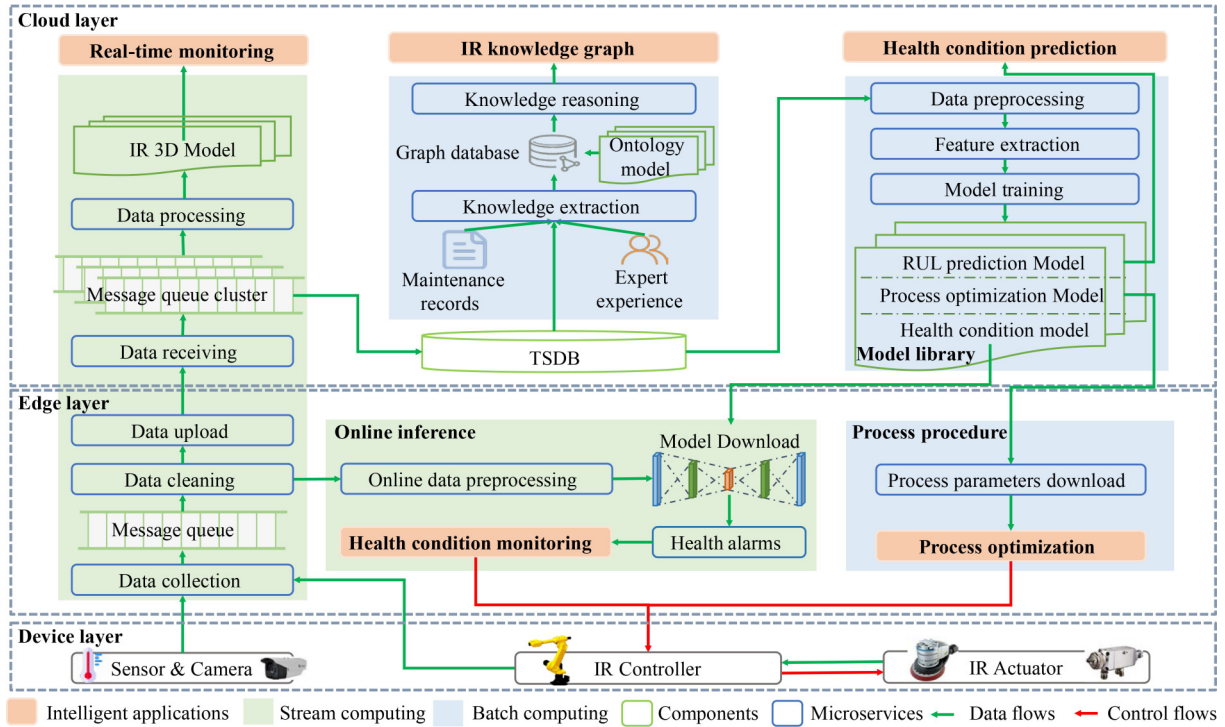 Cloud layer
Real-time monitoring
IR 3D Model
Data processing
Message queue cluster
Data receiving
IR knowledge graph
Knowledge reasoning
Graph database
Ontology
model
Knowledge extraction
Maintenance
records
Expert
experience
TSDB
Health condition prediction
Data preprocessing
Feature extraction
Model training
RUL prediction Model
Process optimization Model
Health condition model
Model library
Edge layer
Data upload
Data cleaning
Message queue
Data collection
Online inference
Model Download
Online data preprocessing
Health condition monitoring
Health alarms
Process procedure
Process parameters download
Process optimization
Device layer
Sensor & Camera
IR Controller
IR Actuator
Intelligent applications
Stream computing
Batch computing
Components
Microservices
Data flows
Control flows